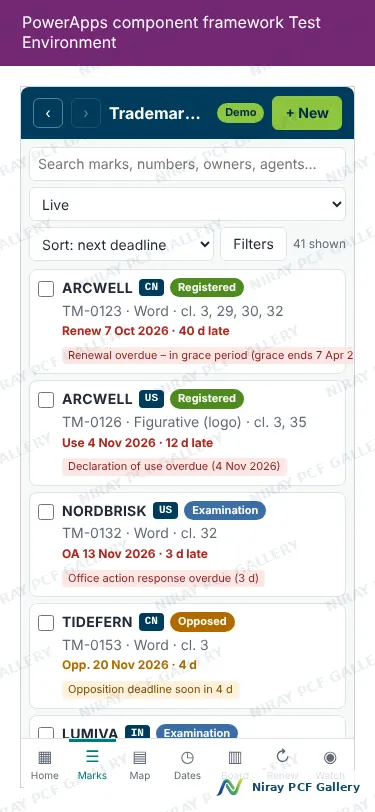 PowerApps component framework Test
Environment
‹ › Trademar... Demo + New
Search marks, numbers, owners, agents...
Live
Sort: next deadline Filters 41 shown
ARCWELL CN Registered
TM-0123 · Word · cl. 3, 29, 30, 32
Renew 7 Oct 2026 · 40 d late
Renewal overdue – in grace period (grace ends 7 Apr 2
ARCWELL US Registered
TM-0126 · Figurative (logo) · cl. 3, 35
Use 4 Nov 2026 · 12 d late
Declaration of use overdue (4 Nov 2026)
NORDBRISK US Examination
TM-0132 · Word · cl. 32
OA 13 Nov 2026 · 3 d late
Office action response overdue (3 d)
TIDEFERN CN Opposed
TM-0153 · Word · cl. 3
Opp. 20 Nov 2026 · 4 d
Opposition deadline soon in 4 d
LUMIVA IN Examination
Home Marks Map Dates Board Renew Watch
Niray PCF Gallery